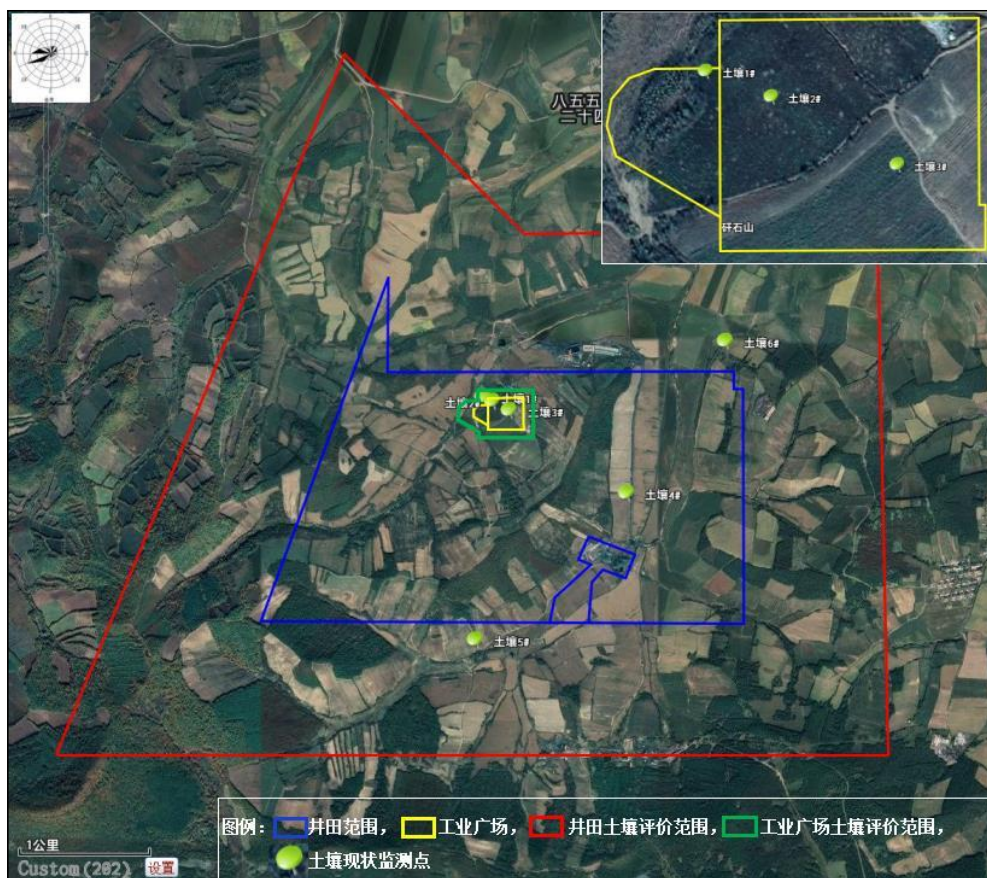 土壤1#
土壤2#
土壤3#
矸石山
八五五
二十四
土壤6#
土壤1#
土壤3#
土壤4#
土壤5#
图例：井田范围，工业广场，井田土壤评价范围，工业广场土壤评价范围，
土壤现状监测点
1公里
Custom(202) 设置